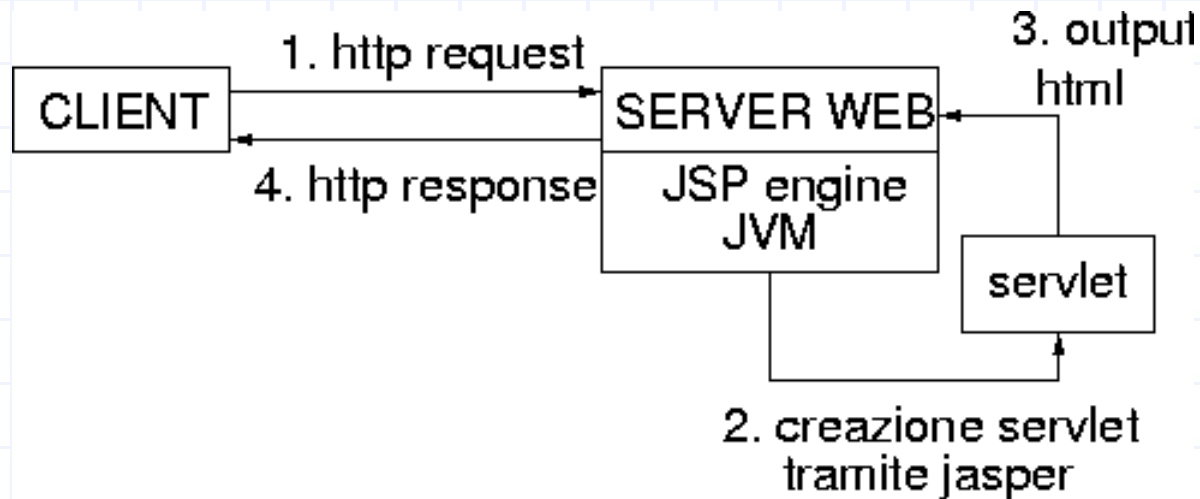 3. output
html
1. http request
CLIENT
SERVER WEB
4. http response
JSP engine
JVM
servlet
2. creazione servlet
tramite jasper